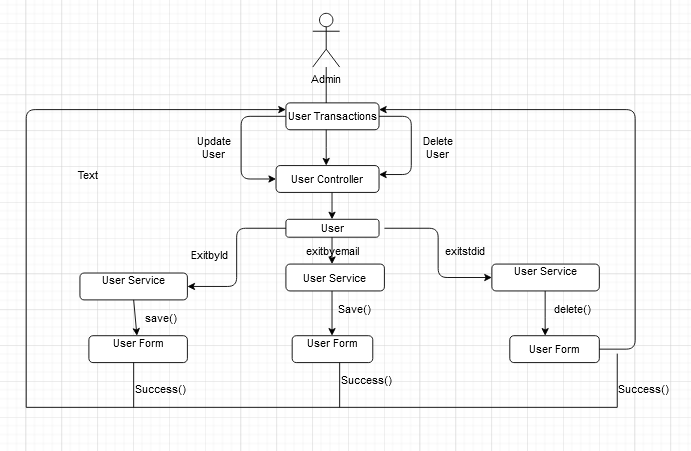 Admin
User Transactions
Update
User
Delete
User
Text
User Controller
User
ExitbyId
exitbyemail
exitstdid
User Service
User Service
User Service
save()
Save()
delete()
User Form
User Form
User Form
Success()
Success()
Success()